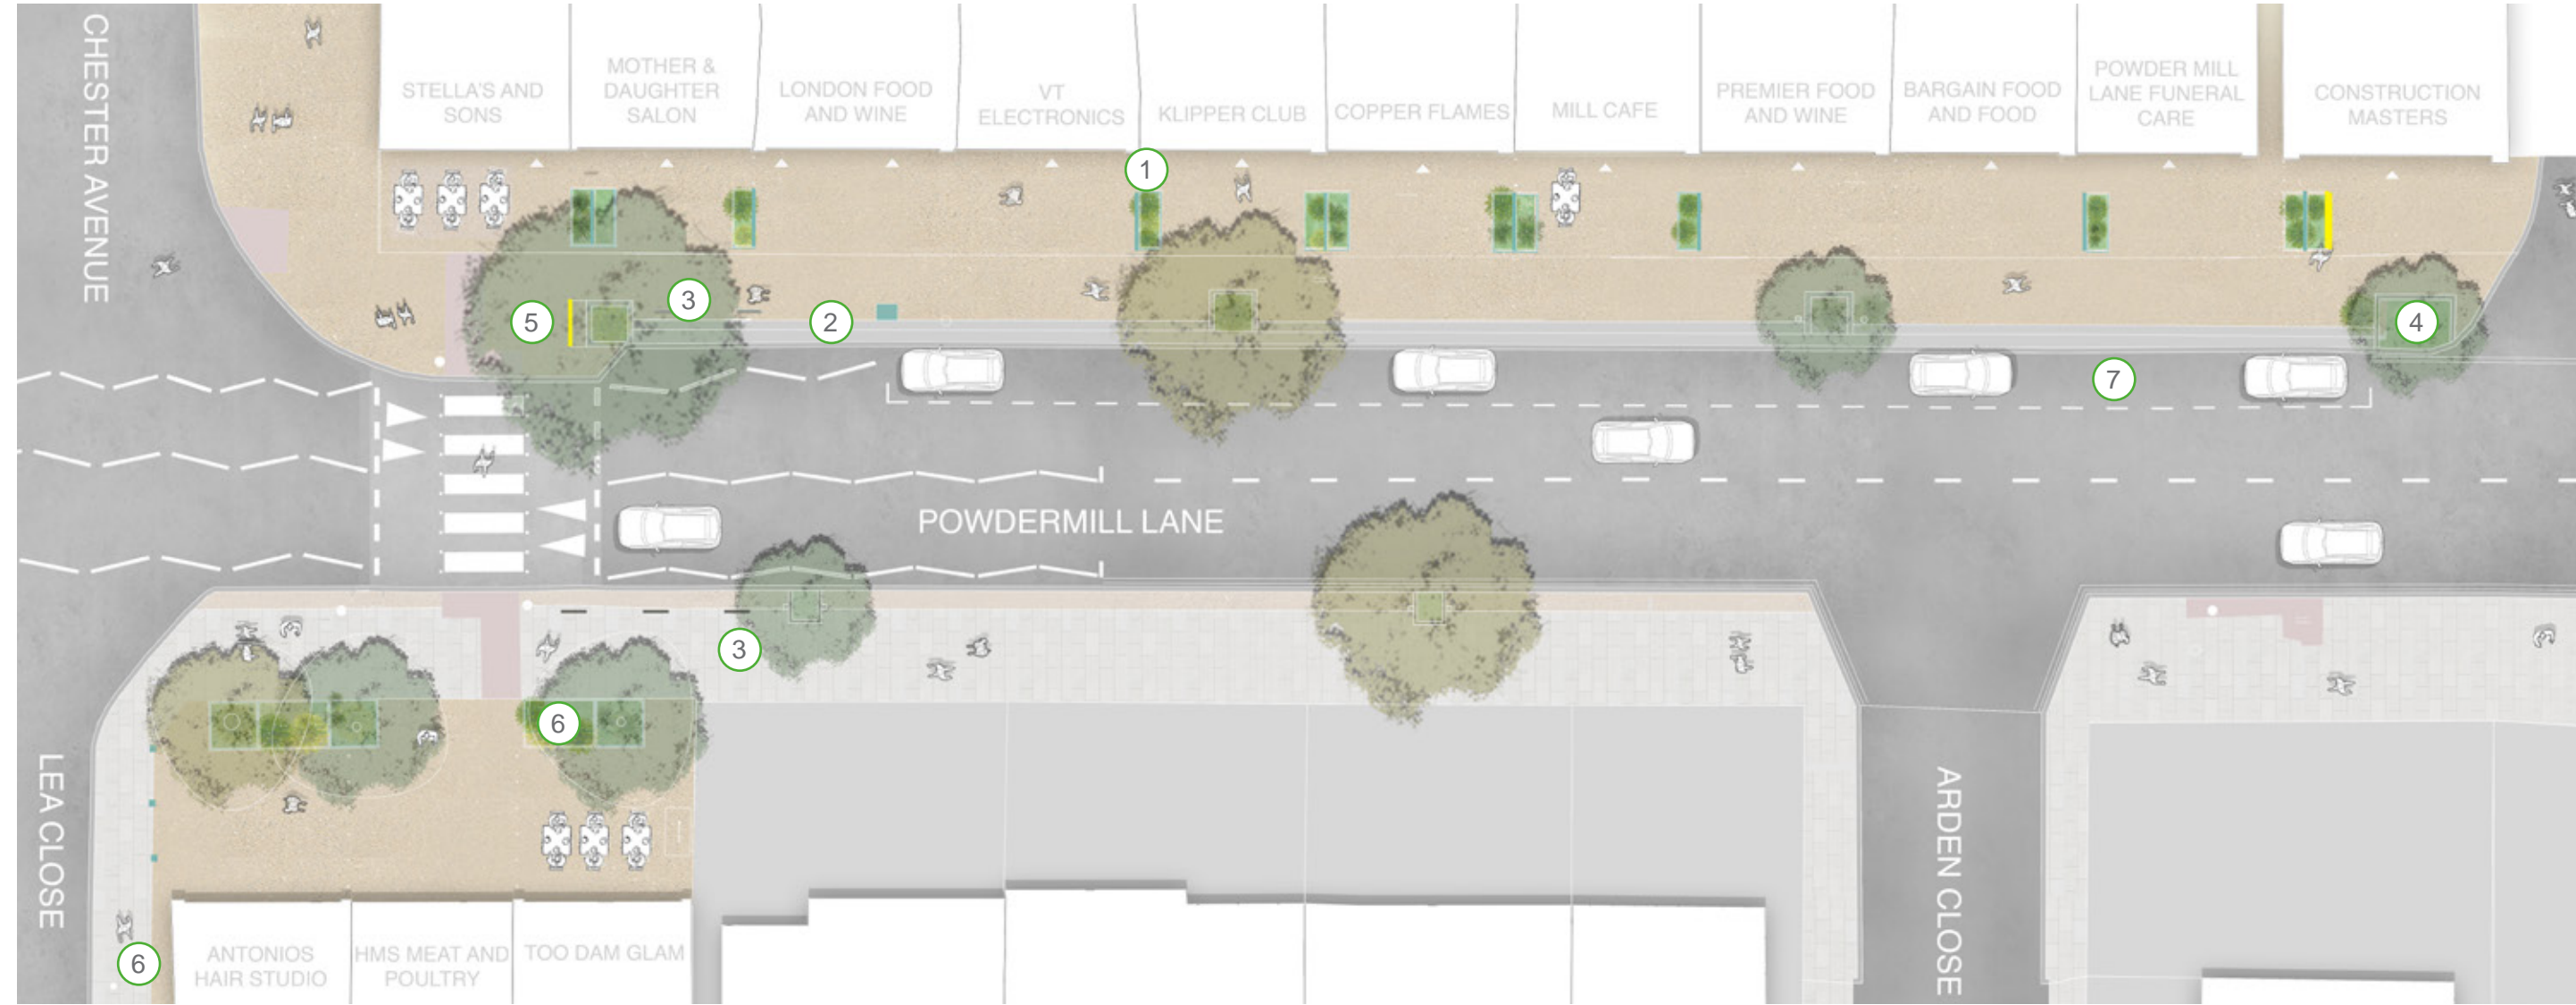 CHESTER AVENUE
STELLA'S AND
SONS
MOTHER &
DAUGHTER
SALON
LONDON FOOD
AND WINE
VT
ELECTRONICS
KLIPPER CLUB
COPPER FLAMES
MILL CAFE
PREMIER FOOD
AND WINE
BARGAIN FOOD
AND FOOD
POWDER MILL
LANE FUNERAL
CARE
CONSTRUCTION
MASTERS
1
5
3
2
4
7
POWDERMILL LANE
3
6
LEA CLOSE
ARDEN CLOSE
6
ANTONIOS
HAIR STUDIO
HMS MEAT AND
POULTRY
TOO DAM GLAM